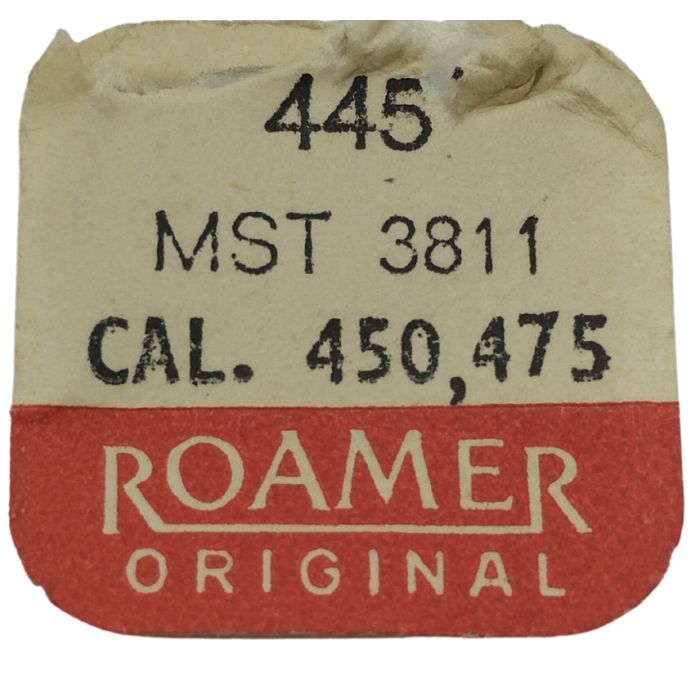 445
MST 3811
CAL. 450,475
ROAMER
ORIGINAL